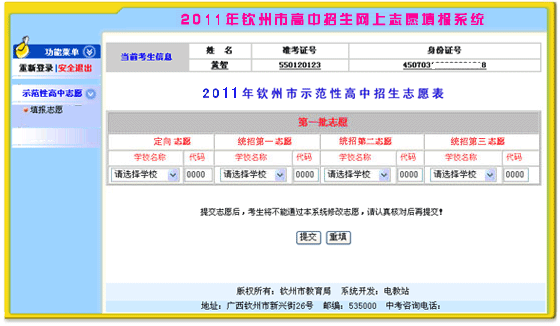 2011年钦州市高中招生网上志愿填报系统
功能菜单
重新登录|安全退出
示范性高中志愿
填报志愿
当前考生信息 姓 名 准考证号 身份证号
黄智 550120123 450703 8
2011年钦州市示范性高中招生志愿表
第一批志愿
定向志愿 统招第一志愿 统招第二志愿 统招第三志愿
学校名称 代码 学校名称 代码 学校名称 代码 学校名称 代码
请选择学校 0000 请选择学校 0000 请选择学校 0000 请选择学校 0000
提交志愿后，考生将不能通过本系统修改志愿，请认真核对后再提交！
提交 重填
版权所有：钦州市教育局 系统开发：电教站
地址：广西钦州市新兴街26号 邮编：535000 中考咨询电话：